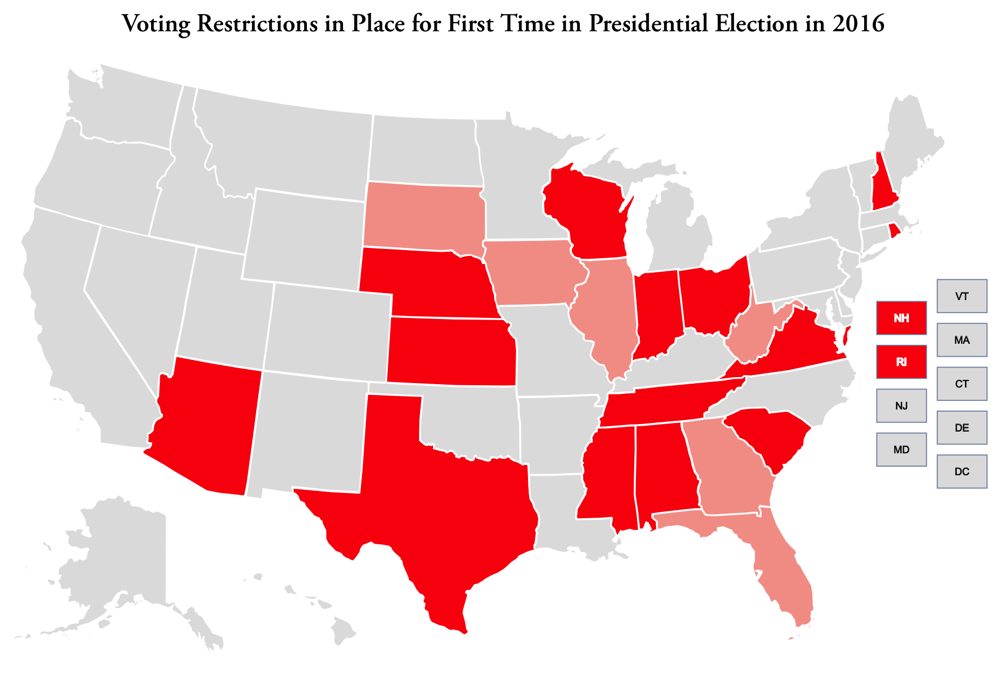 Voting Restrictions in Place for First Time in Presidential Election in 2016
VT
NH
MA
RI
CT
NJ
DE
MD
DC